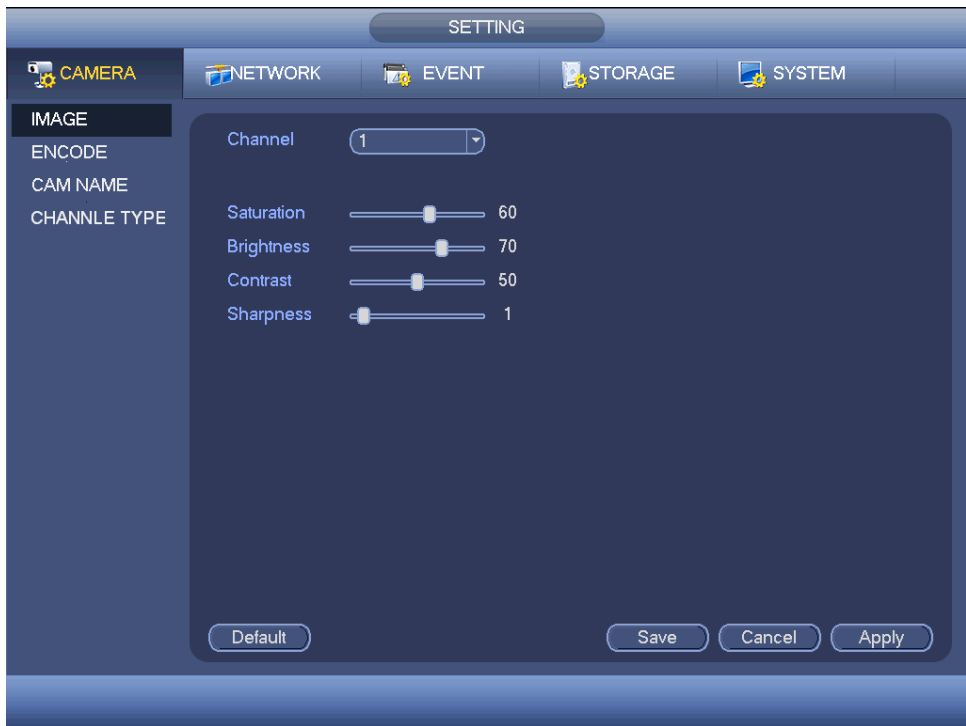 SETTING
CAMERA NETWORK EVENT STORAGE SYSTEM
IMAGE
ENCODE
CAM NAME
CHANNLE TYPE
Channel 1
Saturation 60
Brightness 70
Contrast 50
Sharpness 1
Default Save Cancel Apply